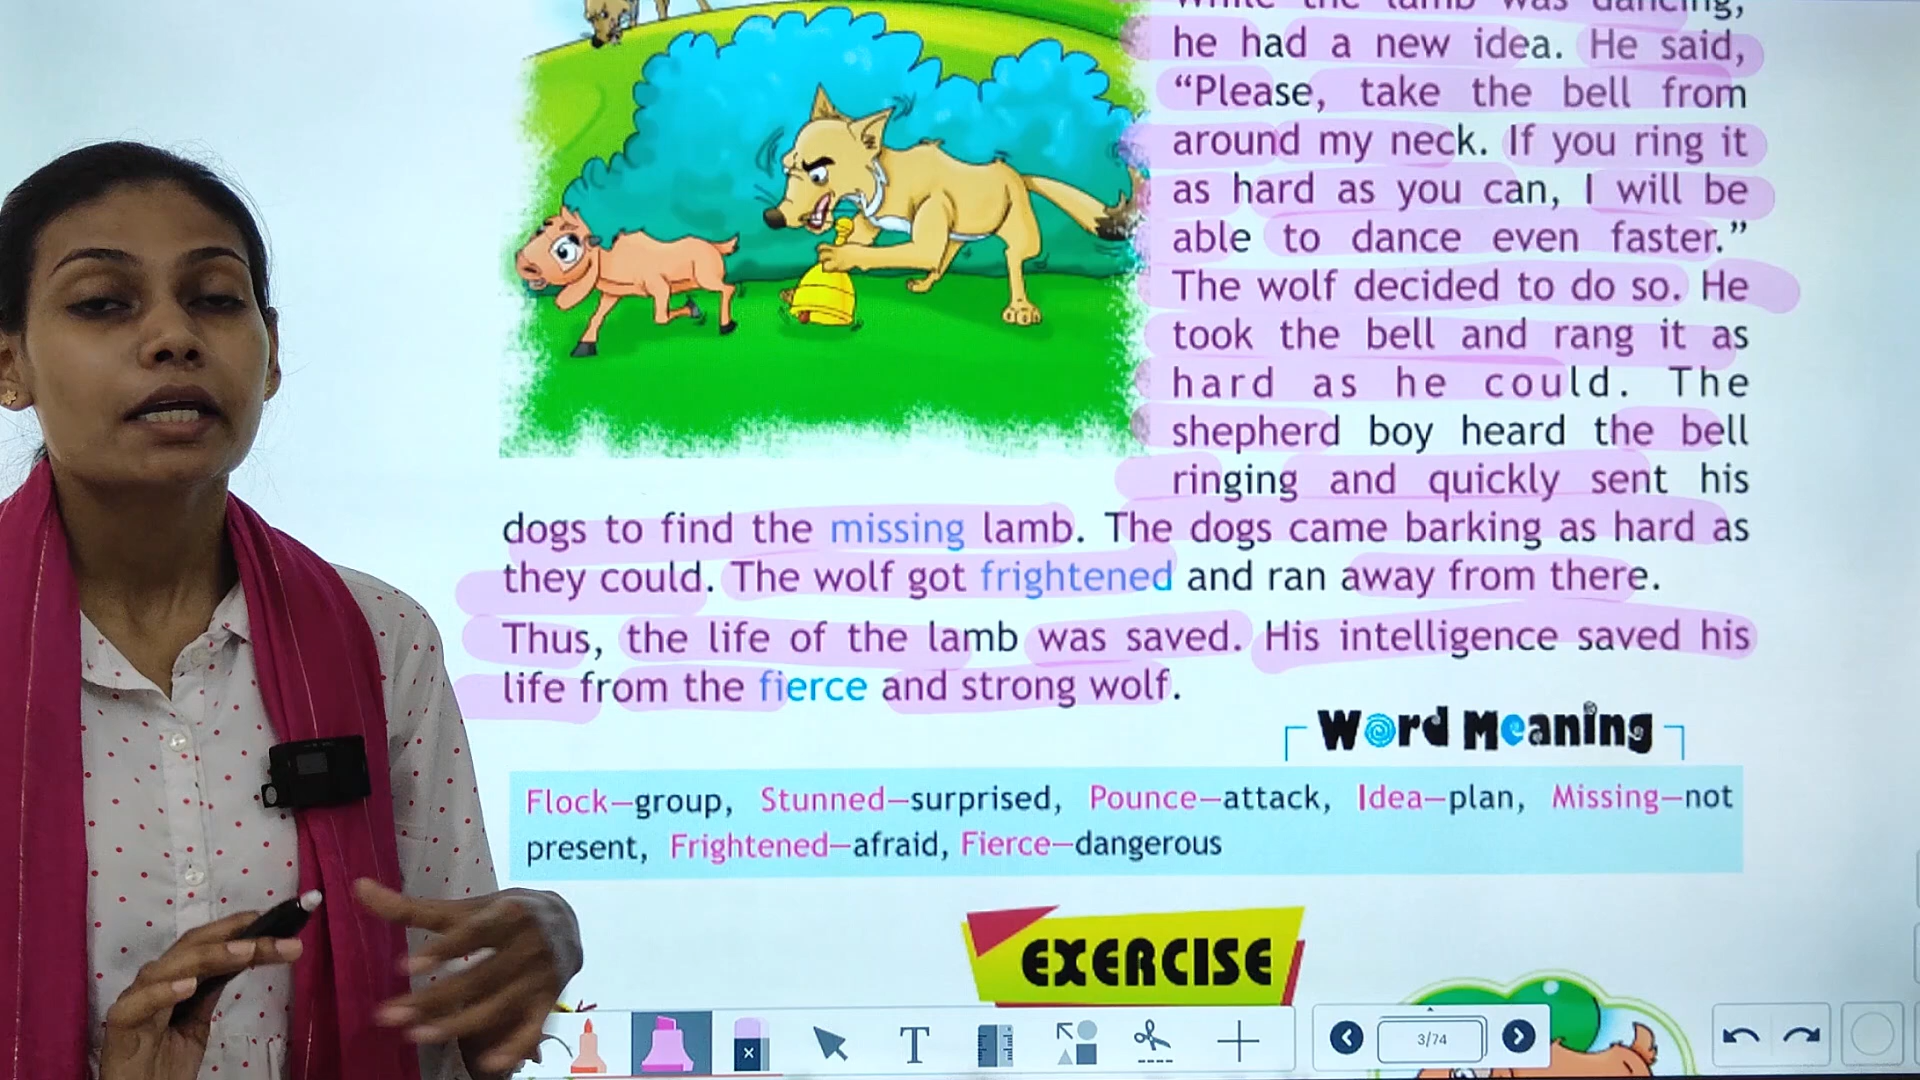 While the lamb was dancing,
he had a new idea. He said,
“Please, take the bell from
around my neck. If you ring it
as hard as you can, I will be
able to dance even faster.”
The wolf decided to do so. He
took the bell and rang it as
hard as he could. The
shepherd boy heard the bell
ringing and quickly sent his
dogs to find the missing lamb. The dogs came barking as hard as
they could. The wolf got frightened and ran away from there.
Thus, the life of the lamb was saved. His intelligence saved his
life from the fierce and strong wolf.
Word Meaning
Flock—group, Stunned—surprised, Pounce—attack, Idea—plan, Missing—not
present, Frightened—afraid, Fierce—dangerous
EXERCISE
T
3/74